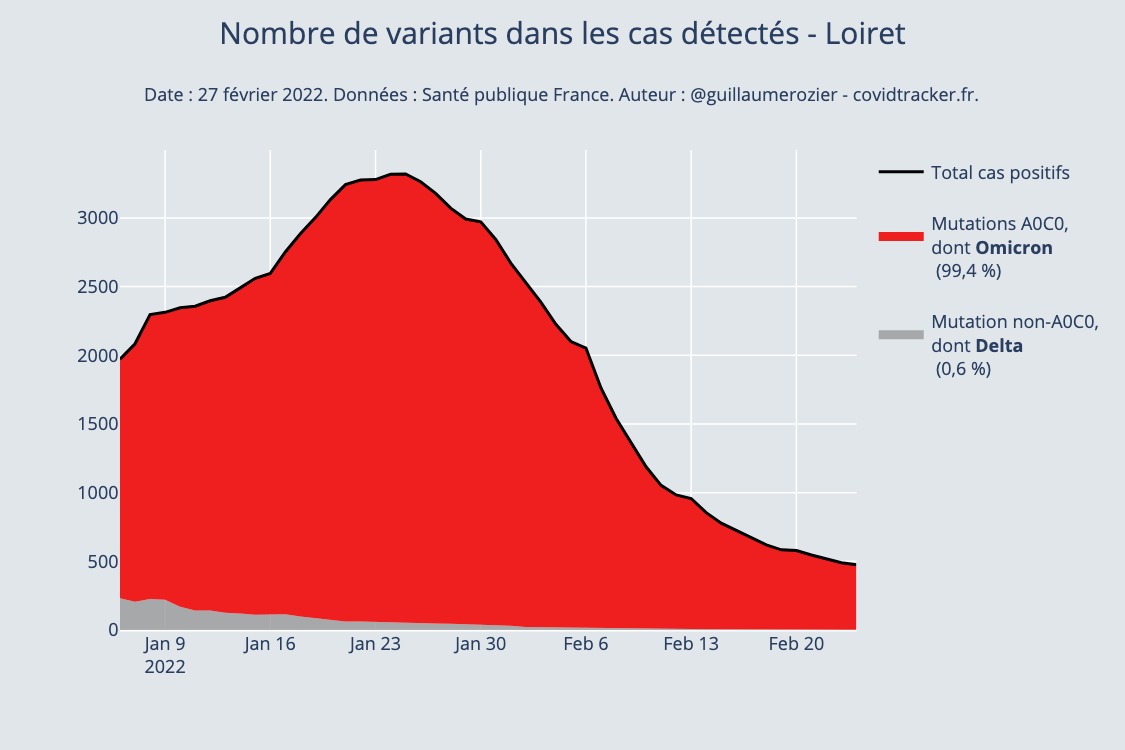 Nombre de variants dans les cas détectés - Loiret
Date : 27 février 2022. Données : Santé publique France. Auteur : @guillaumerozier - covidtracker.fr.
Total cas positifs
Mutations A0C0,
dont Omicron
(99,4 %)
Mutation non-A0C0,
dont Delta
(0,6 %)
3000
2500
2000
1500
1000
500
0
Jan 9
2022
Jan 16
Jan 23
Jan 30
Feb 6
Feb 13
Feb 20